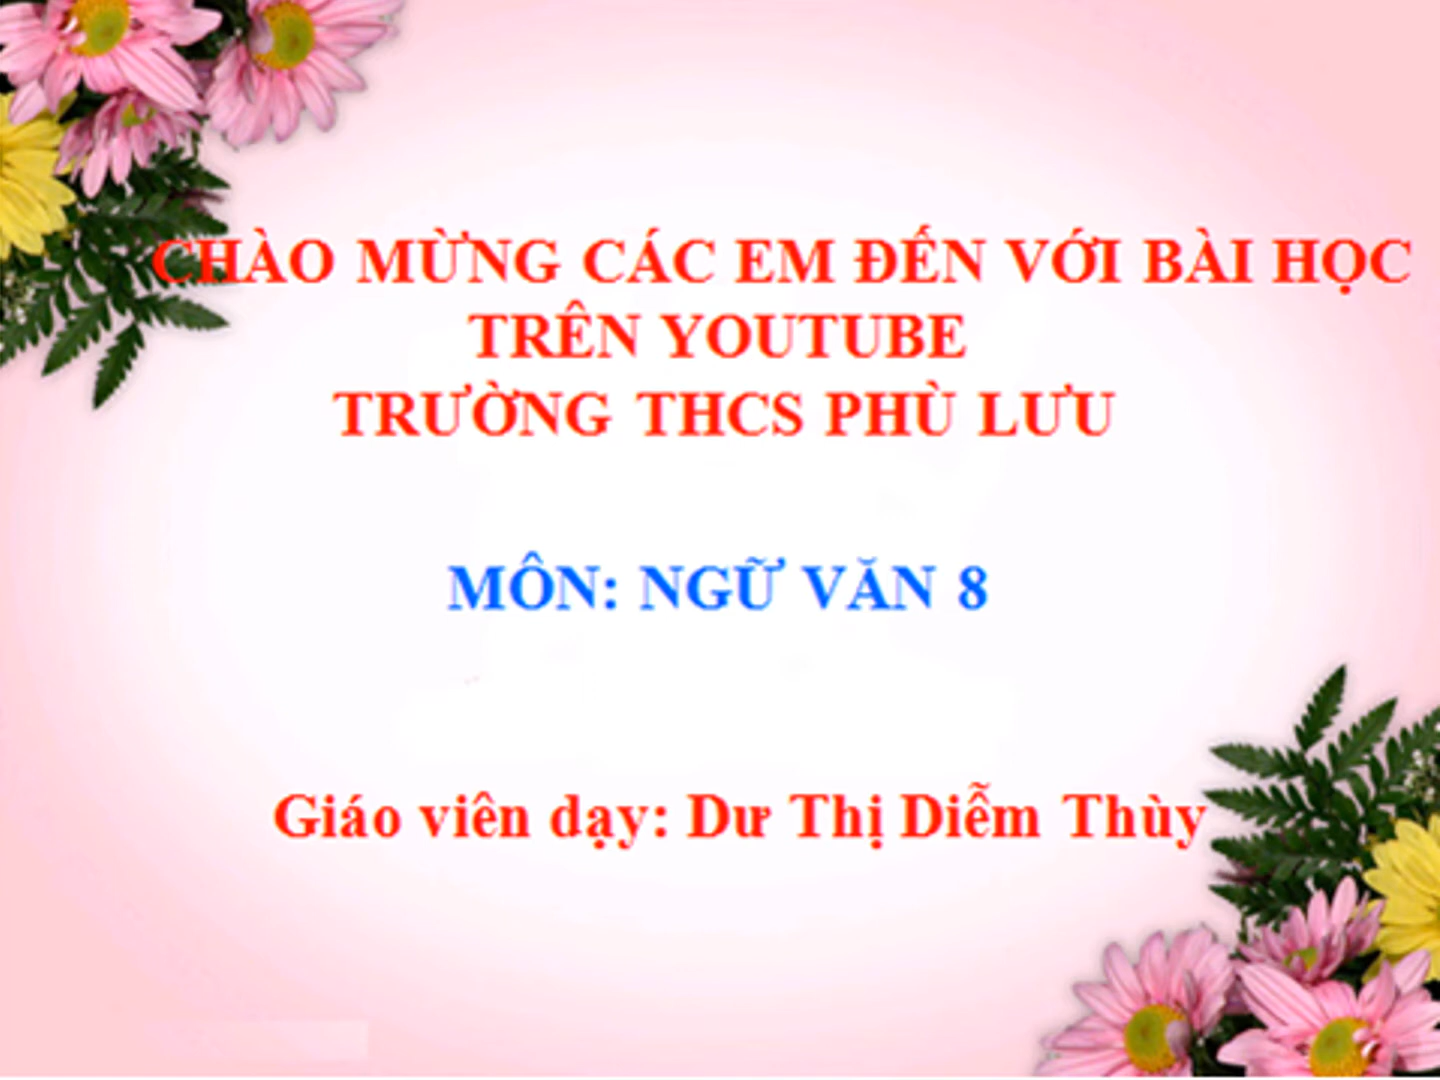 CHÀO MỪNG CÁC EM ĐẾN VỚI BÀI HỌC
TRÊN YOUTUBE
TRƯỜNG THCS PHÙ LƯU
MÔN: NGỮ VĂN 8
Giáo viên dạy: Dư Thị Diễm Thùy